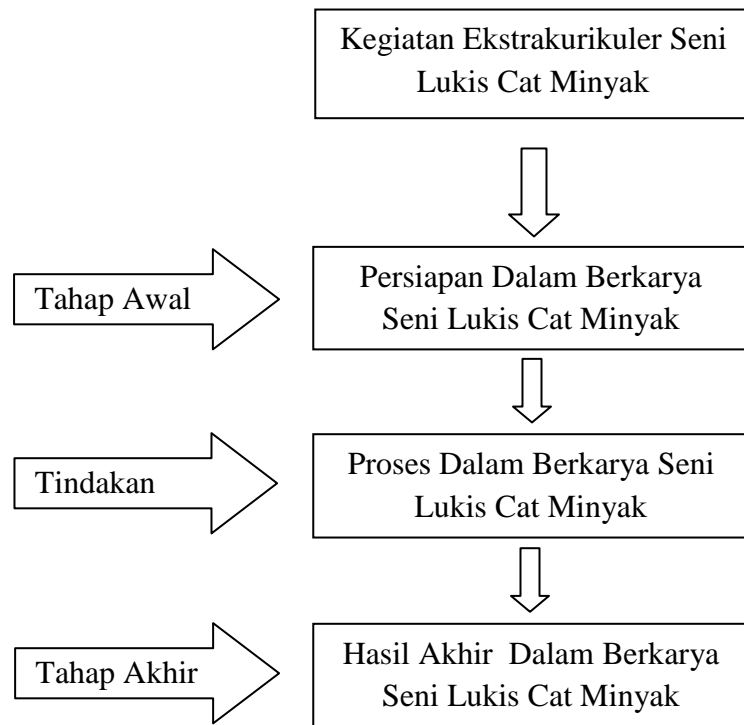 Kegiatan Ekstrakurikuler Seni
Lukis Cat Minyak
Tahap Awal
Persiapan Dalam Berkarya
Seni Lukis Cat Minyak
Tindakan
Proses Dalam Berkarya Seni
Lukis Cat Minyak
Tahap Akhir
Hasil Akhir  Dalam Berkarya
Seni Lukis Cat Minyak